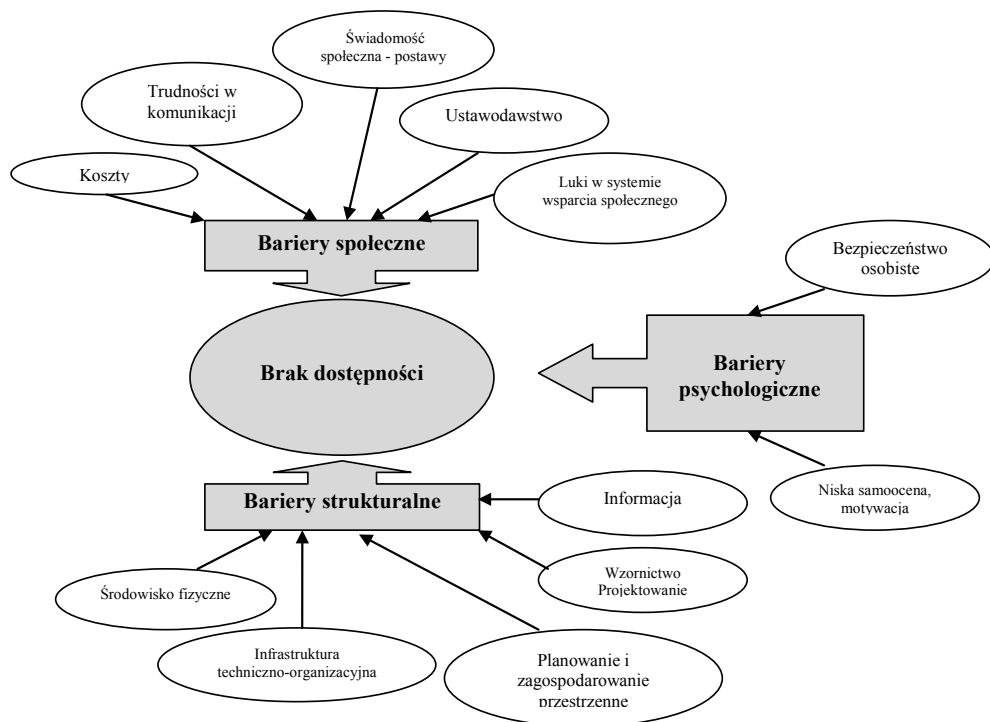 Świadomość
społeczna - postawy
Trudności w
komunikacji
Ustawodawstwo
Koszty
Luki w systemie
wsparcia społecznego
Bariery społeczne
Bezpieczeństwo
osobiste
Brak dostępności
Bariery
psychologiczne
Bariery strukturalne
Informacja
Niska samoocena,
motywacja
Środowisko fizyczne
Wzornictwo
Projektowanie
Infrastruktura
techniczno-organizacyjna
Planowanie i
zagospodarowanie
przestrzenne